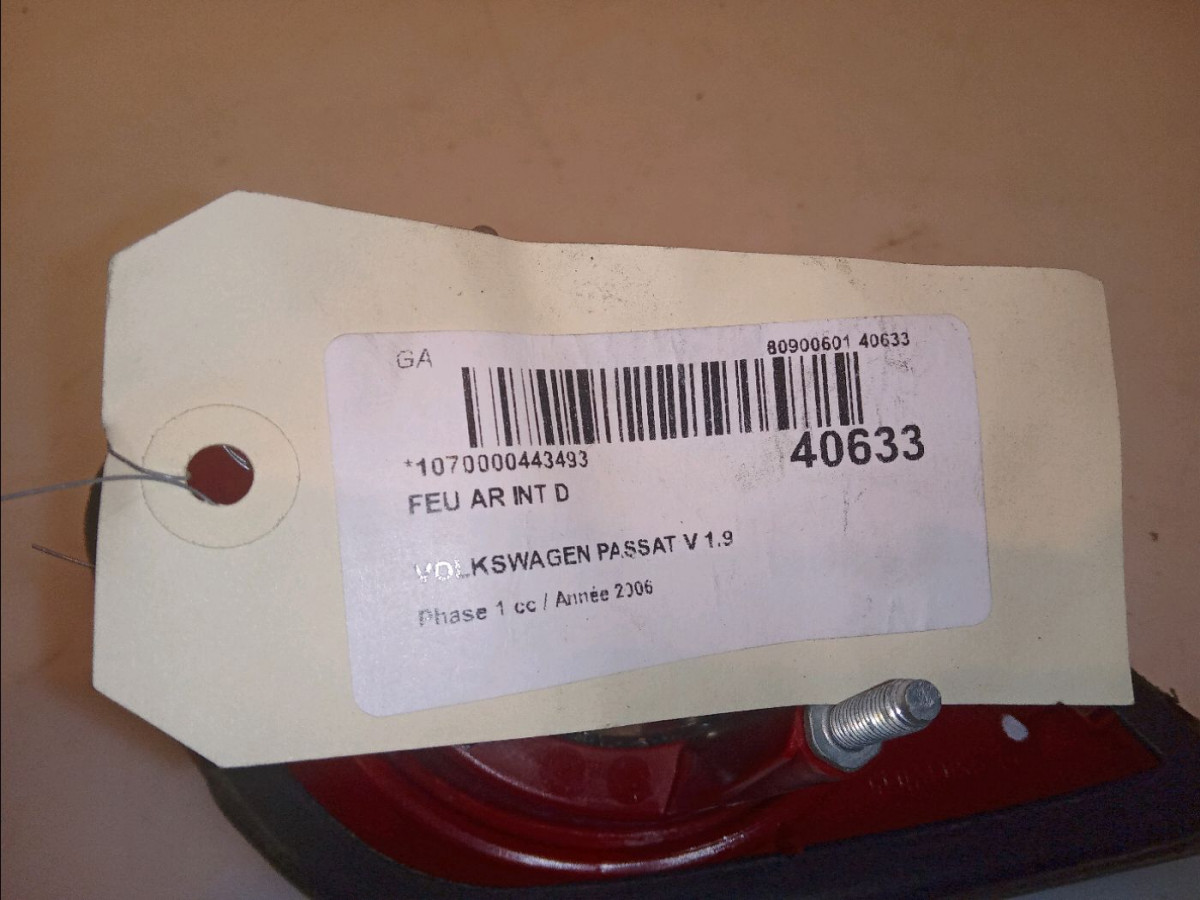 GA
80900601 40633
40633
*1070000443493
FEU AR INT D
VOLKSWAGEN PASSAT V 1.9
Phase 1 cc / Année 2006